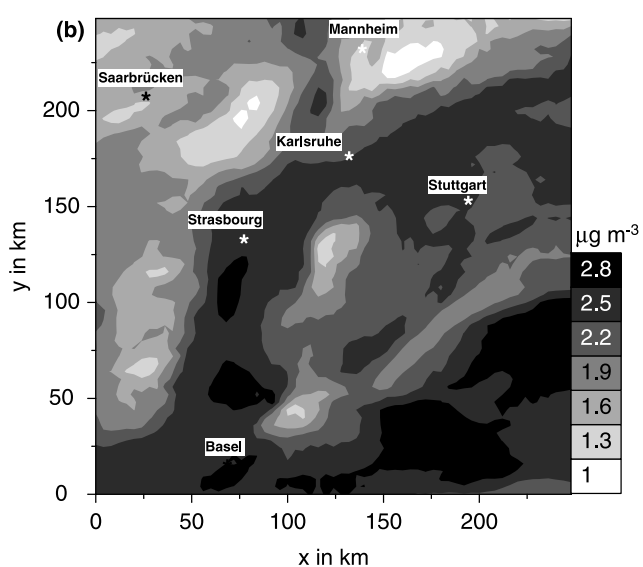 (b)
Mannheim
Saarbrücken
Karlsruhe
Stuttgart
Strasbourg
Basel
y in km
200
150
100
50
0
0 50 100 150 200
x in km
µg m-3
2.8
2.5
2.2
1.9
1.6
1.3
1